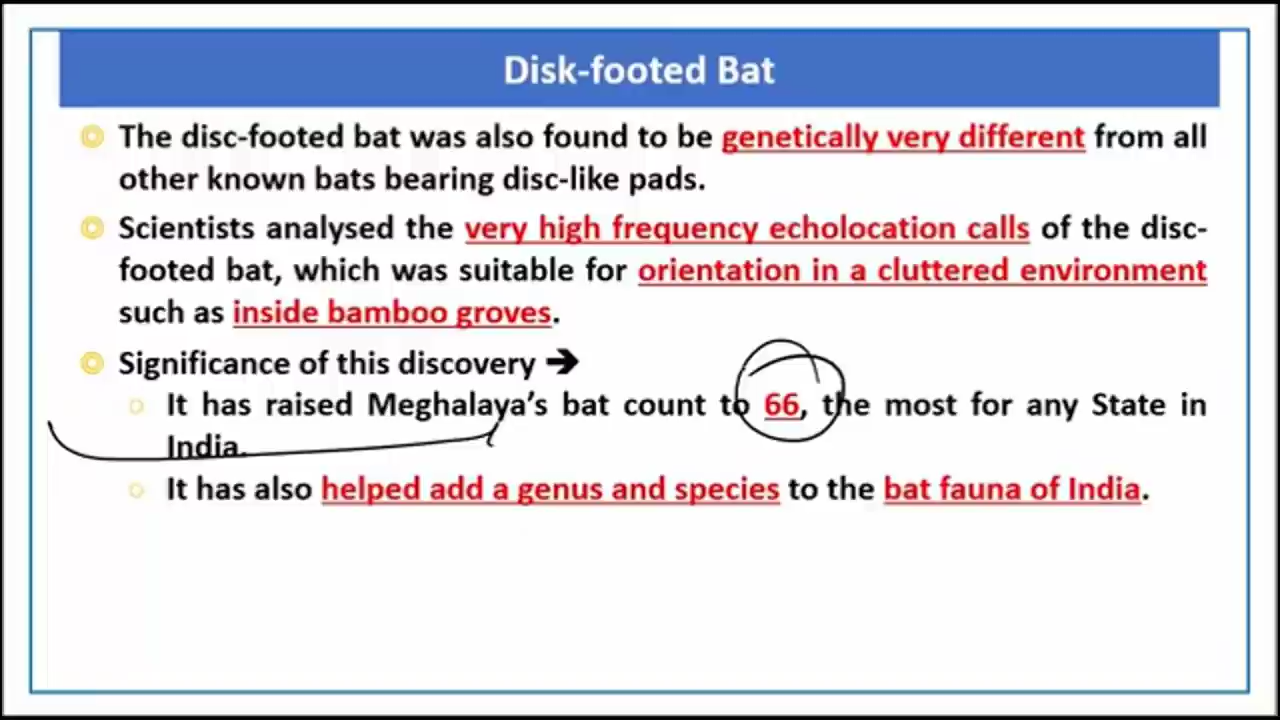 Disk-footed Bat
The disc-footed bat was also found to be genetically very different from all
other known bats bearing disc-like pads.
Scientists analysed the very high frequency echolocation calls of the disc-
footed bat, which was suitable for orientation in a cluttered environment
such as inside bamboo groves.
Significance of this discovery ➔
It has raised Meghalaya's bat count to 66, the most for any State in
India.
It has also helped add a genus and species to the bat fauna of India.